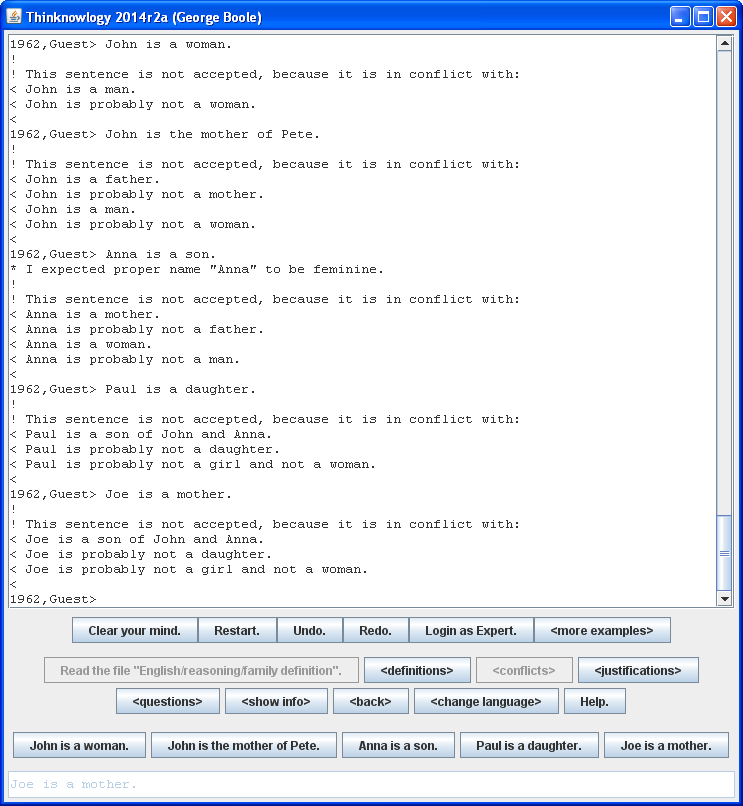 Thinknowlogy 2014r2a (George Boole)
1962,Guest> John is a woman.
!
! This sentence is not accepted, because it is in conflict with:
< John is a man.
< John is probably not a woman.
<
1962,Guest> John is the mother of Pete.
!
! This sentence is not accepted, because it is in conflict with:
< John is a father.
< John is probably not a mother.
< John is a man.
< John is probably not a woman.
<
1962,Guest> Anna is a son.
* I expected proper name "Anna" to be feminine.
!
! This sentence is not accepted, because it is in conflict with:
< Anna is a mother.
< Anna is probably not a father.
< Anna is a woman.
< Anna is probably not a man.
<
1962,Guest> Paul is a daughter.
!
! This sentence is not accepted, because it is in conflict with:
< Paul is a son of John and Anna.
< Paul is probably not a daughter.
< Paul is probably not a girl and not a woman.
<
1962,Guest> Joe is a mother.
!
! This sentence is not accepted, because it is in conflict with:
< Joe is a son of John and Anna.
< Joe is probably not a daughter.
< Joe is probably not a girl and not a woman.
<
1962,Guest>
Clear your mind. Restart. Undo. Redo. Login as Expert. <more examples>
Read the file "English/reasoning/family definition". <definitions> <conflicts> <justifications>
<questions> <show info> <back> <change language> Help.
John is a woman. John is the mother of Pete. Anna is a son. Paul is a daughter. Joe is a mother.
Joe is a mother.